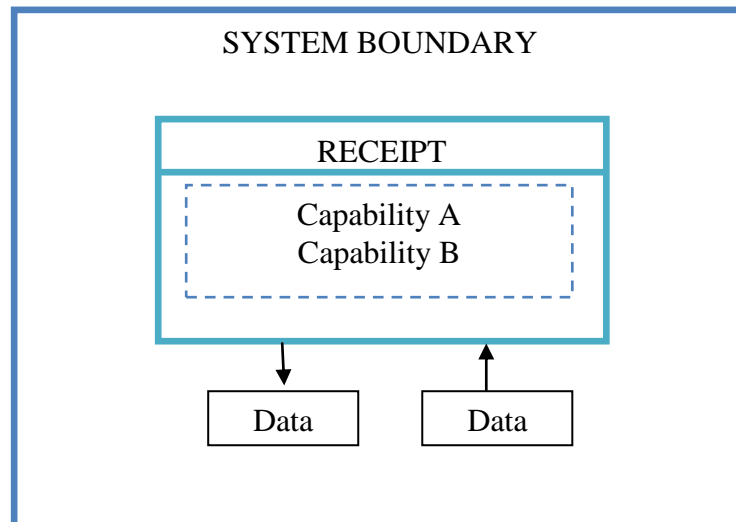 SYSTEM BOUNDARY
RECEIPT
Capability A
Capability B
Data
Data